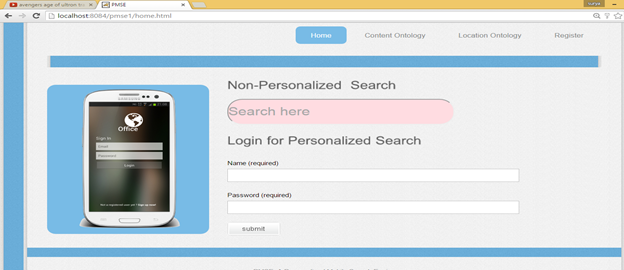 avengers age of ultron tr
PMSE
localhost:8084/pmse1/home.html
Home
Content Ontology
Location Ontology
Register
Non-Personalized Search
Search here
Login for Personalized Search
Name (required)
Password (required)
submit
SAMSUNG
Office
Sign in
Email
Password
Login